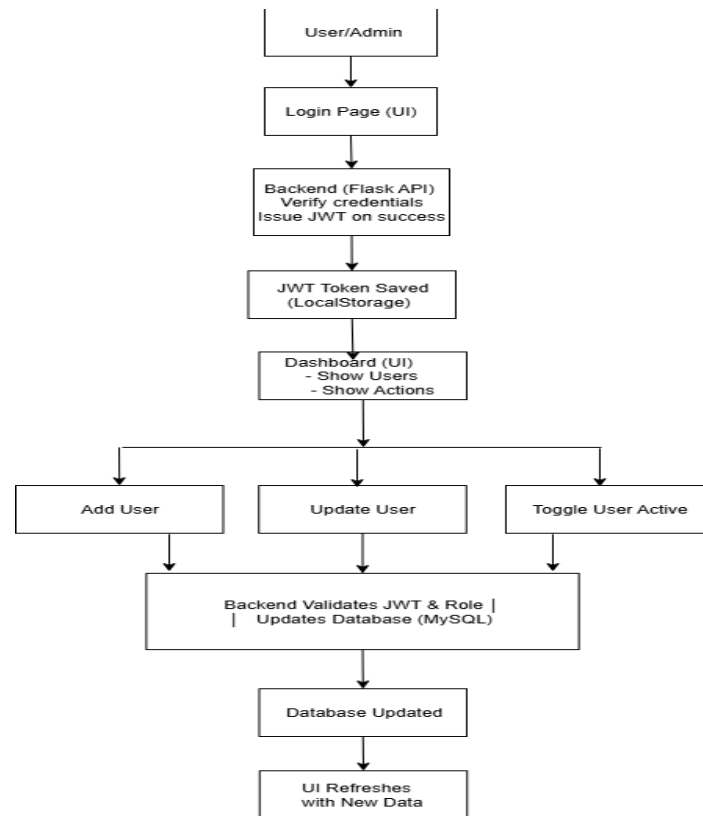 User/Admin
Login Page (UI)
Backend (Flask API)
Verify credentials
Issue JWT on success
JWT Token Saved
(LocalStorage)
Dashboard (UI)
- Show Users
- Show Actions
Add User
Update User
Toggle User Active
Backend Validates JWT & Role |
| Updates Database (MySQL)
Database Updated
UI Refreshes
with New Data